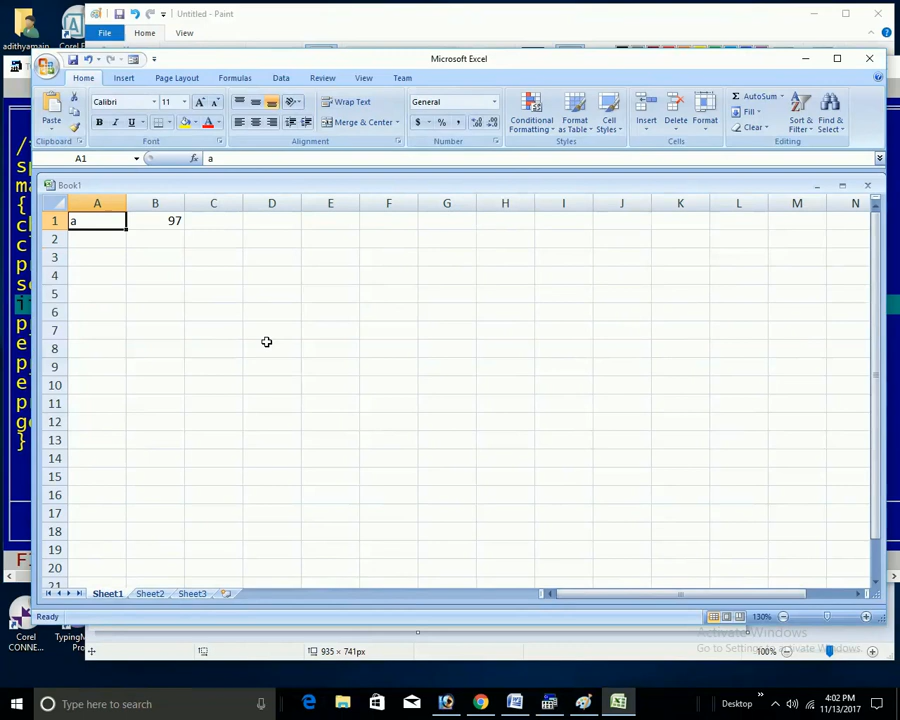 Untitled - Paint
File Home View
adithyamain
Corel
Microsoft Excel
Home Insert Page Layout Formulas Data Review View Team
Paste
Calibri 11
B I U
Wrap Text
Merge & Center
General
$ % ,
Conditional Formatting
Format as Table
Cell Styles
Insert Delete Format
AutoSum
Fill
Clear
Sort & Filter
Find & Select
Clipboard Font Alignment Number Styles Cells Editing
A1 fx a
Book1
A B C D E F G H I J K L M N
1 a 97
2
3
4
5
6
7
8
9
10
11
12
13
14
15
16
17
18
19
20
21
Sheet1 Sheet2 Sheet3
Ready 130%
Corel CONNE...
Activate Windows
Go to Settings to activate Windows.
935 × 741px 100%
Type here to search
Desktop
4:02 PM
11/13/2017